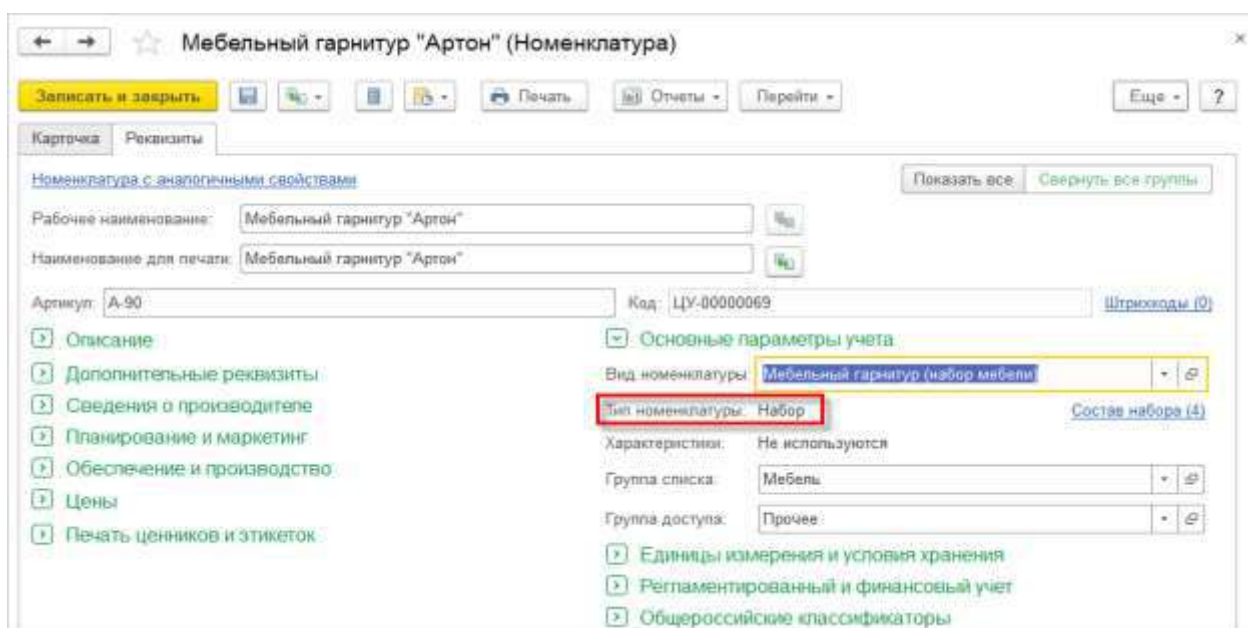 Мебельный гарнитур "Артон" (Номенклатура)
Записать и закрыть Печать Отчеты Перейти Еще ?
Карточка Реквизиты
Номенклатура с аналогичными свойствами Показать все Свернуть все группы
Рабочее наименование: Мебельный гарнитур "Артон"
Наименование для печати: Мебельный гарнитур "Артон"
Артикул: А-90 Код: ЦУ-00000069 Штрихкоды (0)
Описание
Дополнительные реквизиты
Сведения о производителе
Планирование и маркетинг
Обеспечение и производство
Цены
Печать ценников и этикеток
Основные параметры учета
Вид номенклатуры: Мебельный гарнитур (набор мебели)
Тип номенклатуры: Набор Состав набора (4)
Характеристики: Не используются
Группа списка: Мебель
Группа доступа: Прочее
Единицы измерения и условия хранения
Регламентированный и финансовый учет
Общероссийские классификаторы